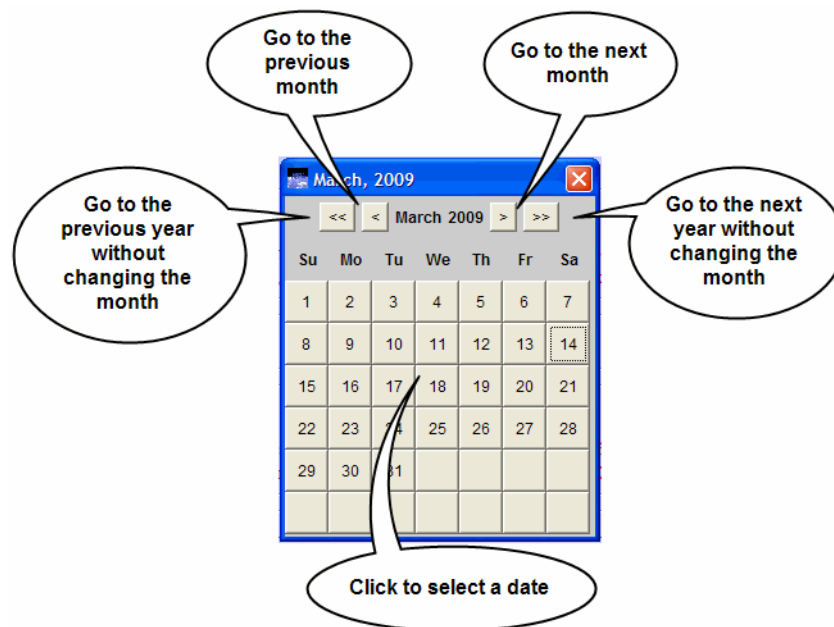 Go to the
previous
month
Go to the next
month
March, 2009
Go to the
previous year
without
changing the
month
<< < March 2009 > >>
Go to the next
year without
changing the
month
Su Mo Tu We Th Fr Sa
1 2 3 4 5 6 7
8 9 10 11 12 13 14
15 16 17 18 19 20 21
22 23 24 25 26 27 28
29 30 31
Click to select a date